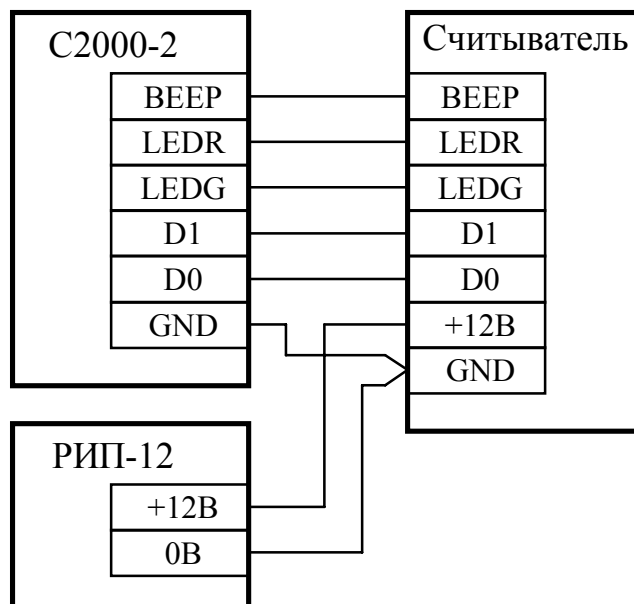 С2000-2
BEEP
LEDR
LEDG
D1
D0
GND
Считыватель
BEEP
LEDR
LEDG
D1
D0
+12В
GND
РИП-12
+12В
0В